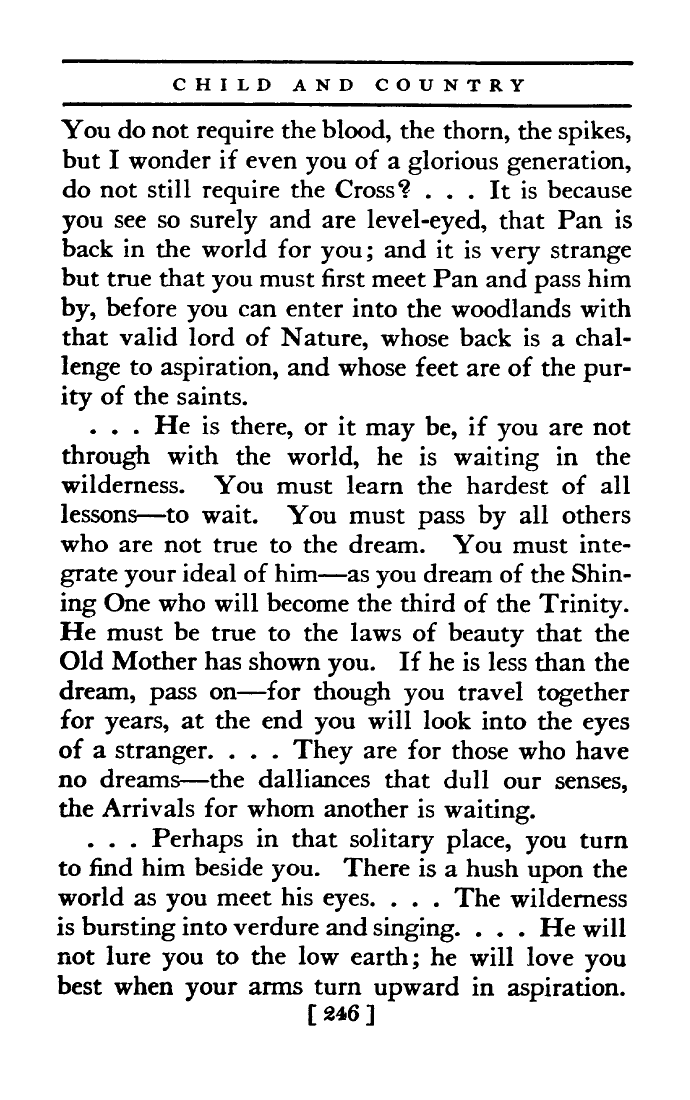 CHILD AND COUNTRY
You do not require the blood, the thorn, the spikes,
but I wonder if even you of a glorious generation,
do not still require the Cross? . . . It is because
you see so surely and are level-eyed, that Pan is
back in the world for you; and it is very strange
but true that you must first meet Pan and pass him
by, before you can enter into the woodlands with
that valid lord of Nature, whose back is a chal-
lenge to aspiration, and whose feet are of the pur-
ity of the saints.
. . . He is there, or it may be, if you are not
through with the world, he is waiting in the
wilderness. You must learn the hardest of all
lessons—to wait. You must pass by all others
who are not true to the dream. You must inte-
grate your ideal of him—as you dream of the Shin-
ing One who will become the third of the Trinity.
He must be true to the laws of beauty that the
Old Mother has shown you. If he is less than the
dream, pass on—for though you travel together
for years, at the end you will look into the eyes
of a stranger. . . . They are for those who have
no dreams—the dalliances that dull our senses,
the Arrivals for whom another is waiting.
. . . Perhaps in that solitary place, you turn
to find him beside you. There is a hush upon the
world as you meet his eyes. . . . The wilderness
is bursting into verdure and singing. . . . He will
not lure you to the low earth; he will love you
best when your arms turn upward in aspiration.
[ 246 ]